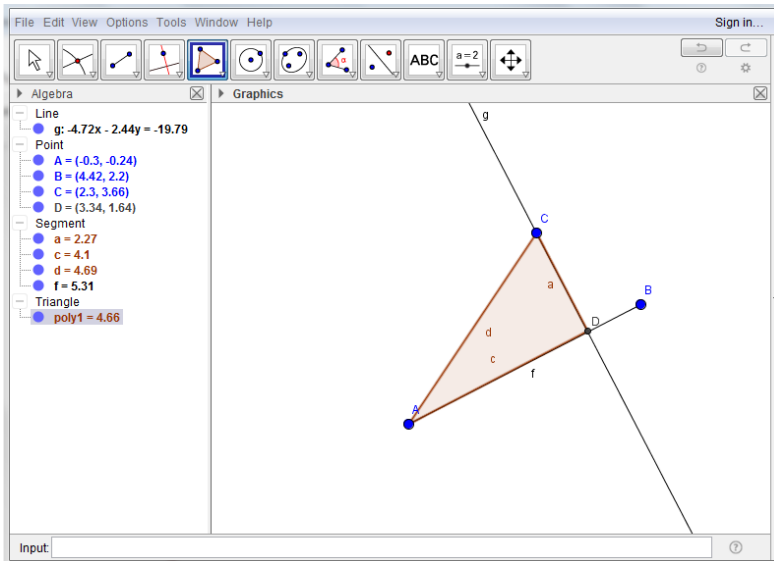 File Edit View Options Tools Window Help Sign in...
α ABC a=2
Algebra
Graphics
Line
g: -4.72x - 2.44y = -19.79
Point
A = (-0.3, -0.24)
B = (4.42, 2.2)
C = (2.3, 3.66)
D = (3.34, 1.64)
Segment
a = 2.27
c = 4.1
d = 4.69
f = 5.31
Triangle
poly1 = 4.66
g
C
a
B
D
d
c
f
A
Input: